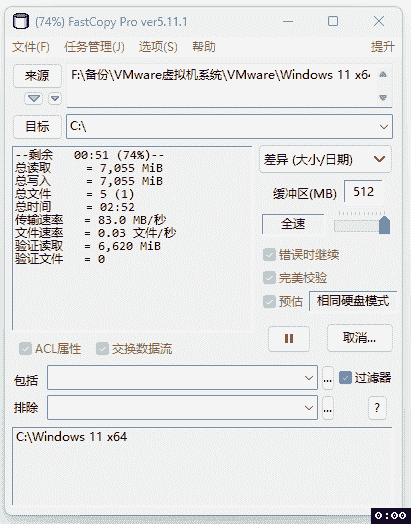 (74%) FastCopy Pro ver5.11.1
文件(F) 任务管理(J) 选项(S) 帮助 提升
来源 F:\备份\VMware虚拟机系统\VMware\Windows 11 x64
目标 C:\
--剩余 00:51 (74%)--
总读取 = 7,055 MiB
总写入 = 7,055 MiB
总文件 = 5 (1)
总时间 = 02:52
传输速率 = 83.0 MB/秒
文件速率 = 0.03 文件/秒
验证读取 = 6,620 MiB
验证文件 = 0
差异 (大小/日期)
缓冲区(MB) 512
全速
错误时继续
完美校验
预估 相同硬盘模式
取消...
ACL属性 交换数据流
包括 ... 过滤器
排除 ... ?
C:\Windows 11 x64
0:00